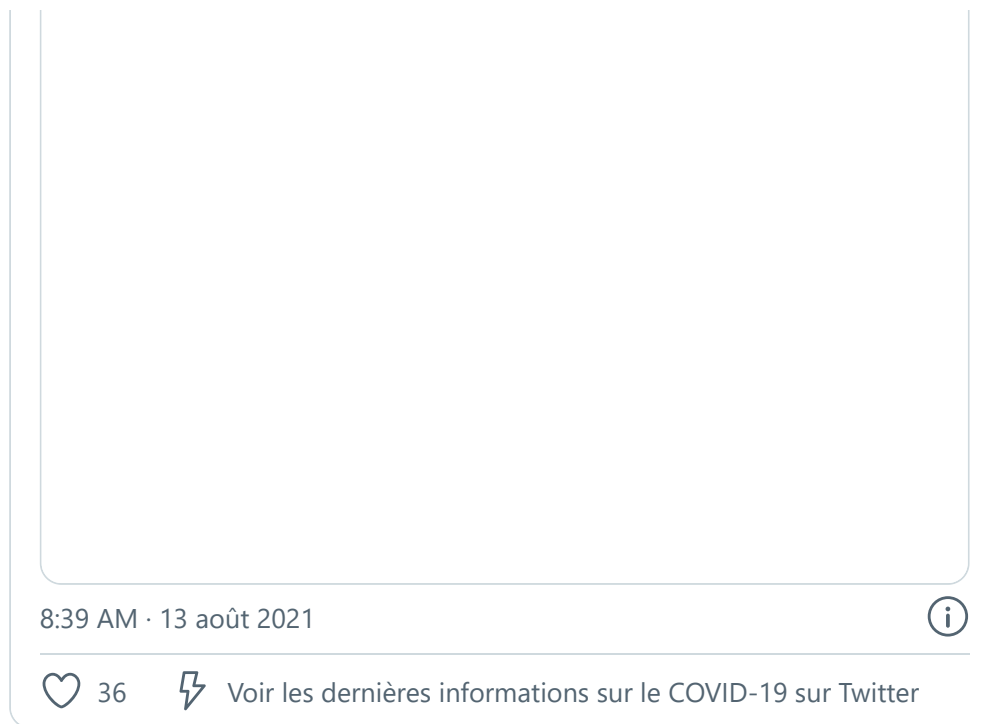 8:39 AM · 13 août 2021
36 Voir les dernières informations sur le COVID-19 sur Twitter